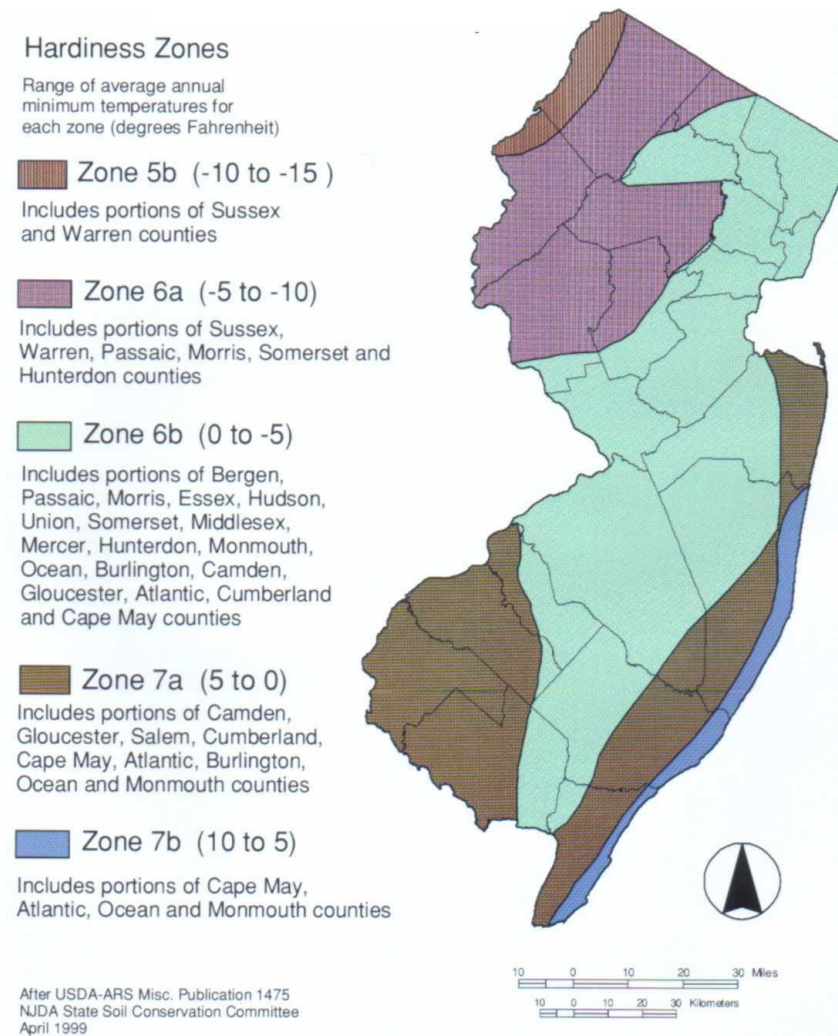 Hardiness Zones
Range of average annual
minimum temperatures for
each zone (degrees Fahrenheit)
Zone 5b (-10 to -15 )
Includes portions of Sussex
and Warren counties
Zone 6a (-5 to -10)
Includes portions of Sussex,
Warren, Passaic, Morris, Somerset and
Hunterdon counties
Zone 6b (0 to -5)
Includes portions of Bergen,
Passaic, Morris, Essex, Hudson,
Union, Somerset, Middlesex,
Mercer, Hunterdon, Monmouth,
Ocean, Burlington, Camden,
Gloucester, Atlantic, Cumberland
and Cape May counties
Zone 7a (5 to 0)
Includes portions of Camden,
Gloucester, Salem, Cumberland,
Cape May, Atlantic, Burlington,
Ocean and Monmouth counties
Zone 7b (10 to 5)
Includes portions of Cape May,
Atlantic, Ocean and Monmouth counties
10 0 10 20 30 Miles
10 0 10 20 30 Kilometers
After USDA-ARS Misc. Publication 1475
NJDA State Soil Conservation Committee
April 1999